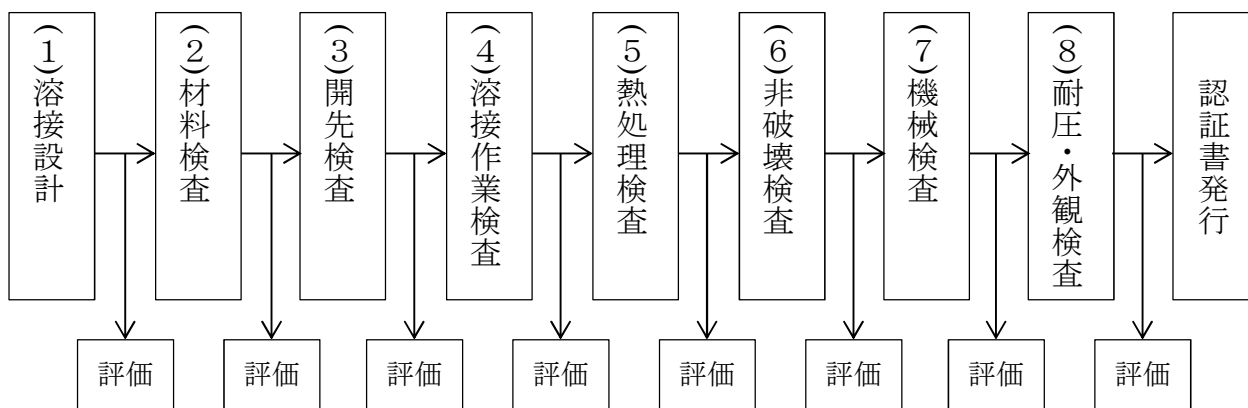 (1)溶接設計
(2)材料検査
(3)開先検査
(4)溶接作業検査
(5)熱処理検査
(6)非破壊検査
(7)機械検査
(8)耐圧・外観検査
認証書発行
評価
評価
評価
評価
評価
評価
評価
評価